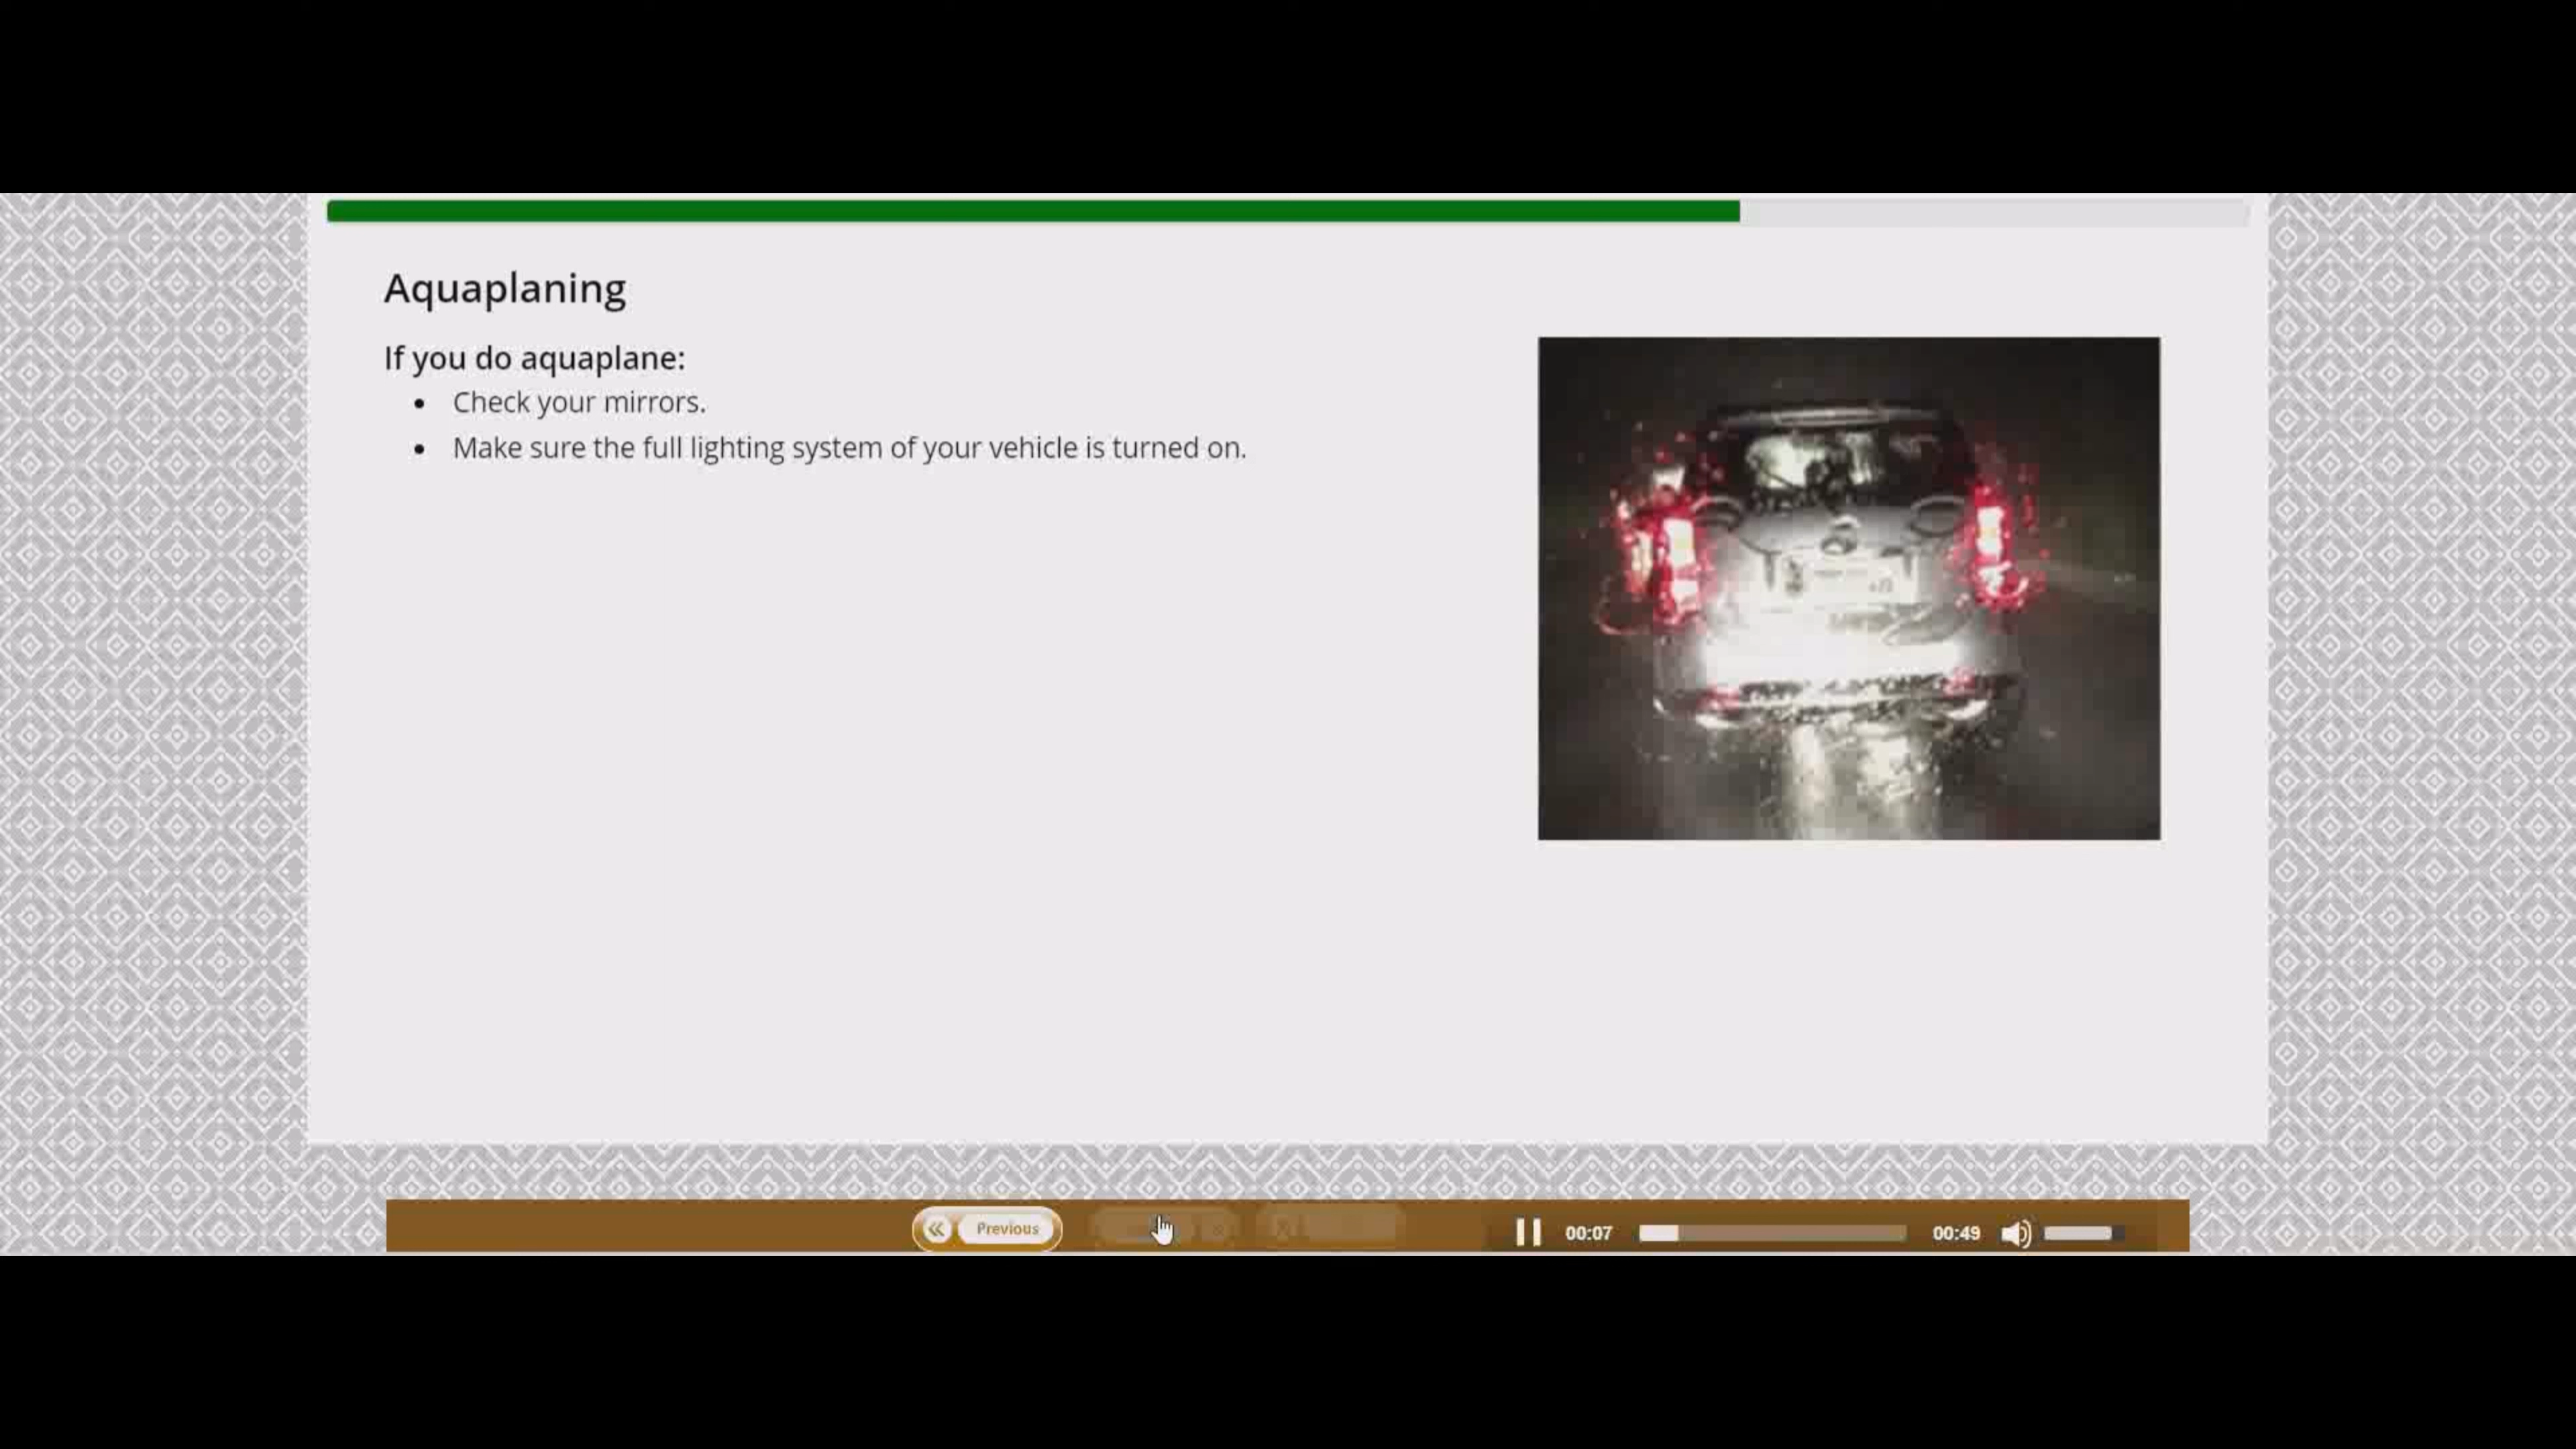 Aquaplaning
If you do aquaplane:
• Check your mirrors.
• Make sure the full lighting system of your vehicle is turned on.
Previous
00:07
00:49